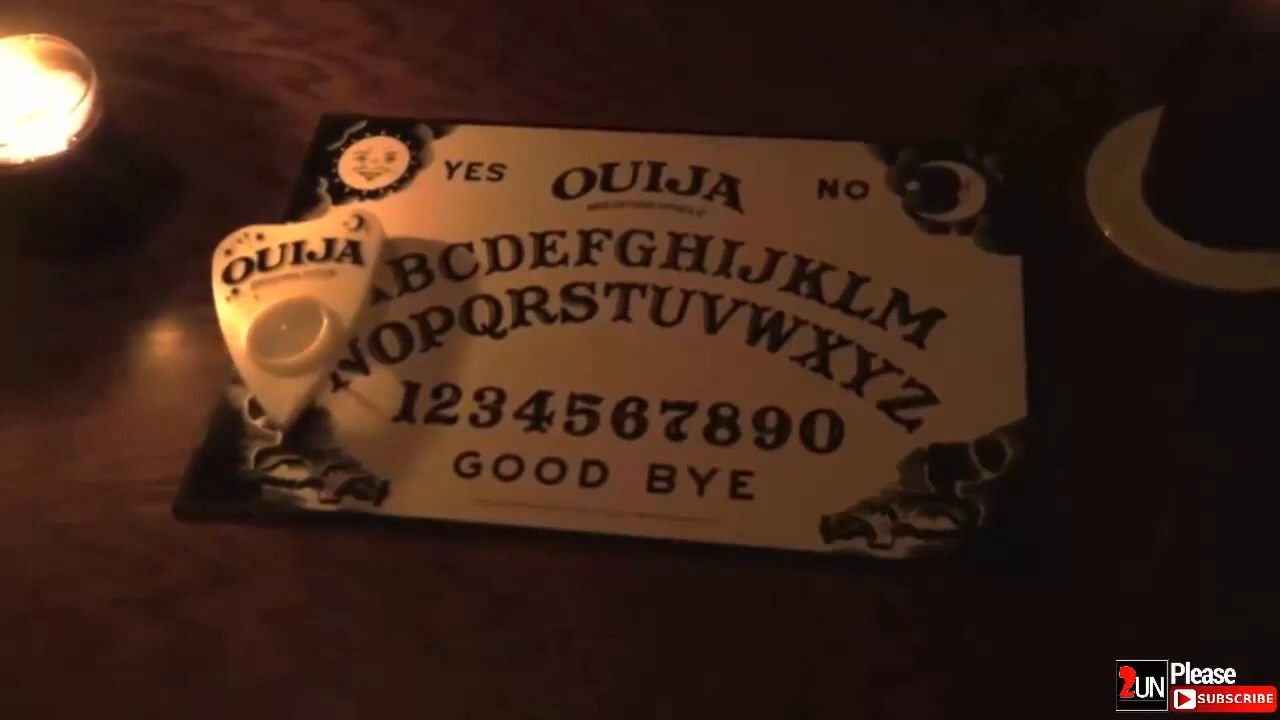 YES
OUIJA
NO
OUIJA
ABCDEFGHIJKLM
NOPQRSTUVWXYZ
1234567890
GOOD BYE
2UN
Please
SUBSCRIBE